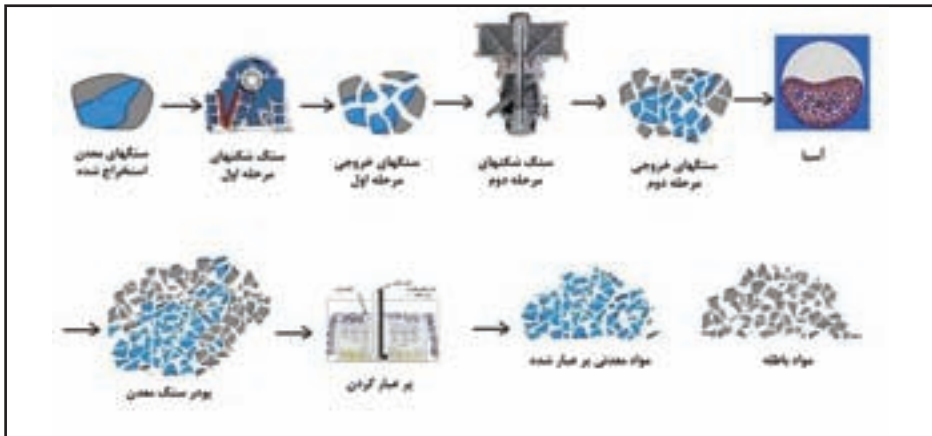 سنگهای معدن
استخراج شده
سنگ شکنهای
مرحله اول
سنگهای خروجی
مرحله اول
سنگ شکنهای
مرحله دوم
سنگهای خروجی
مرحله دوم
آسیا
پودر سنگ معدن
پر عیار کردن
مواد معدنی پر عیار شده
مواد باطله